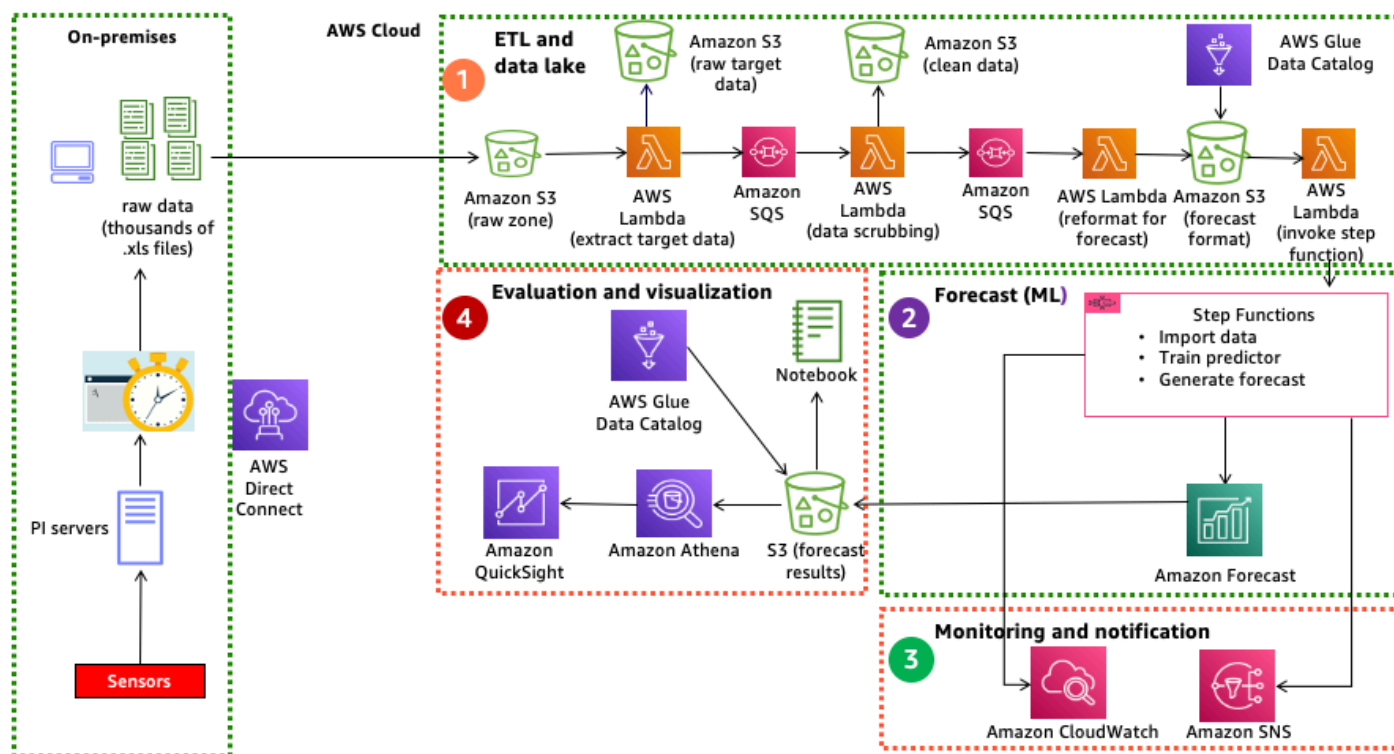 On-premises
raw data
(thousands of
.xls files)
PI servers
Sensors
AWS
Direct
Connect
AWS Cloud
1
ETL and
data lake
Amazon S3
(raw target
data)
Amazon S3
(clean data)
AWS Glue
Data Catalog
Amazon S3
(raw zone)
AWS
Lambda
(extract target data)
Amazon
SQS
AWS
Lambda
(data scrubbing)
Amazon
SQS
AWS Lambda
(reformat for
forecast)
Amazon S3
(forecast
format)
AWS
Lambda
(invoke step
function)
4
Evaluation and visualization
AWS Glue
Data Catalog
Notebook
Amazon
QuickSight
Amazon Athena
S3 (forecast
results)
2
Forecast (ML)
Step Functions
• Import data
• Train predictor
• Generate forecast
Amazon Forecast
3
Monitoring and notification
Amazon CloudWatch
Amazon SNS